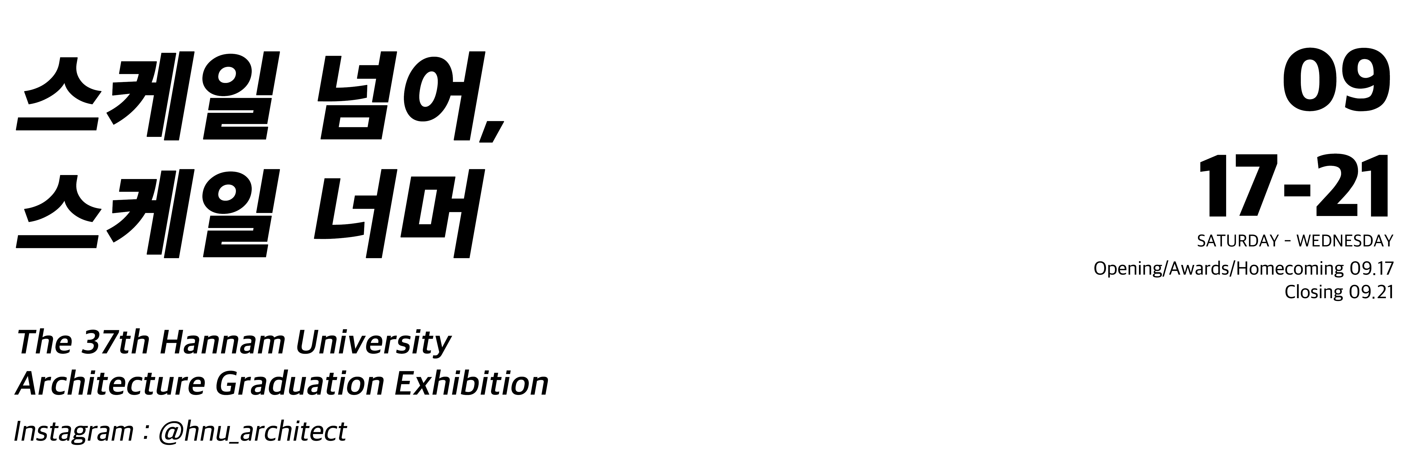 스케일 넘어,
스케일 너머
The 37th Hannam University
Architecture Graduation Exhibition
Instagram : @hnu_architect
09
17-21
SATURDAY - WEDNESDAY
Opening/Awards/Homecoming 09.17
Closing 09.21